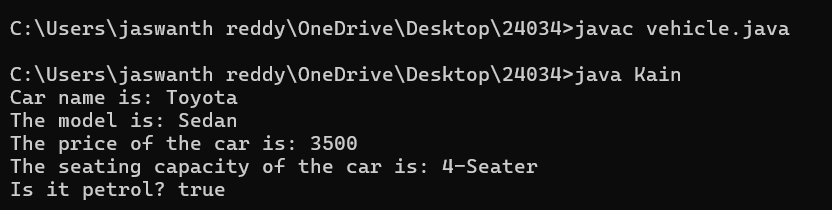 C:\Users\jaswanth reddy\OneDrive\Desktop\24034>javac vehicle.java
C:\Users\jaswanth reddy\OneDrive\Desktop\24034>java Kain
Car name is: Toyota
The model is: Sedan
The price of the car is: 3500
The seating capacity of the car is: 4-Seater
Is it petrol? true